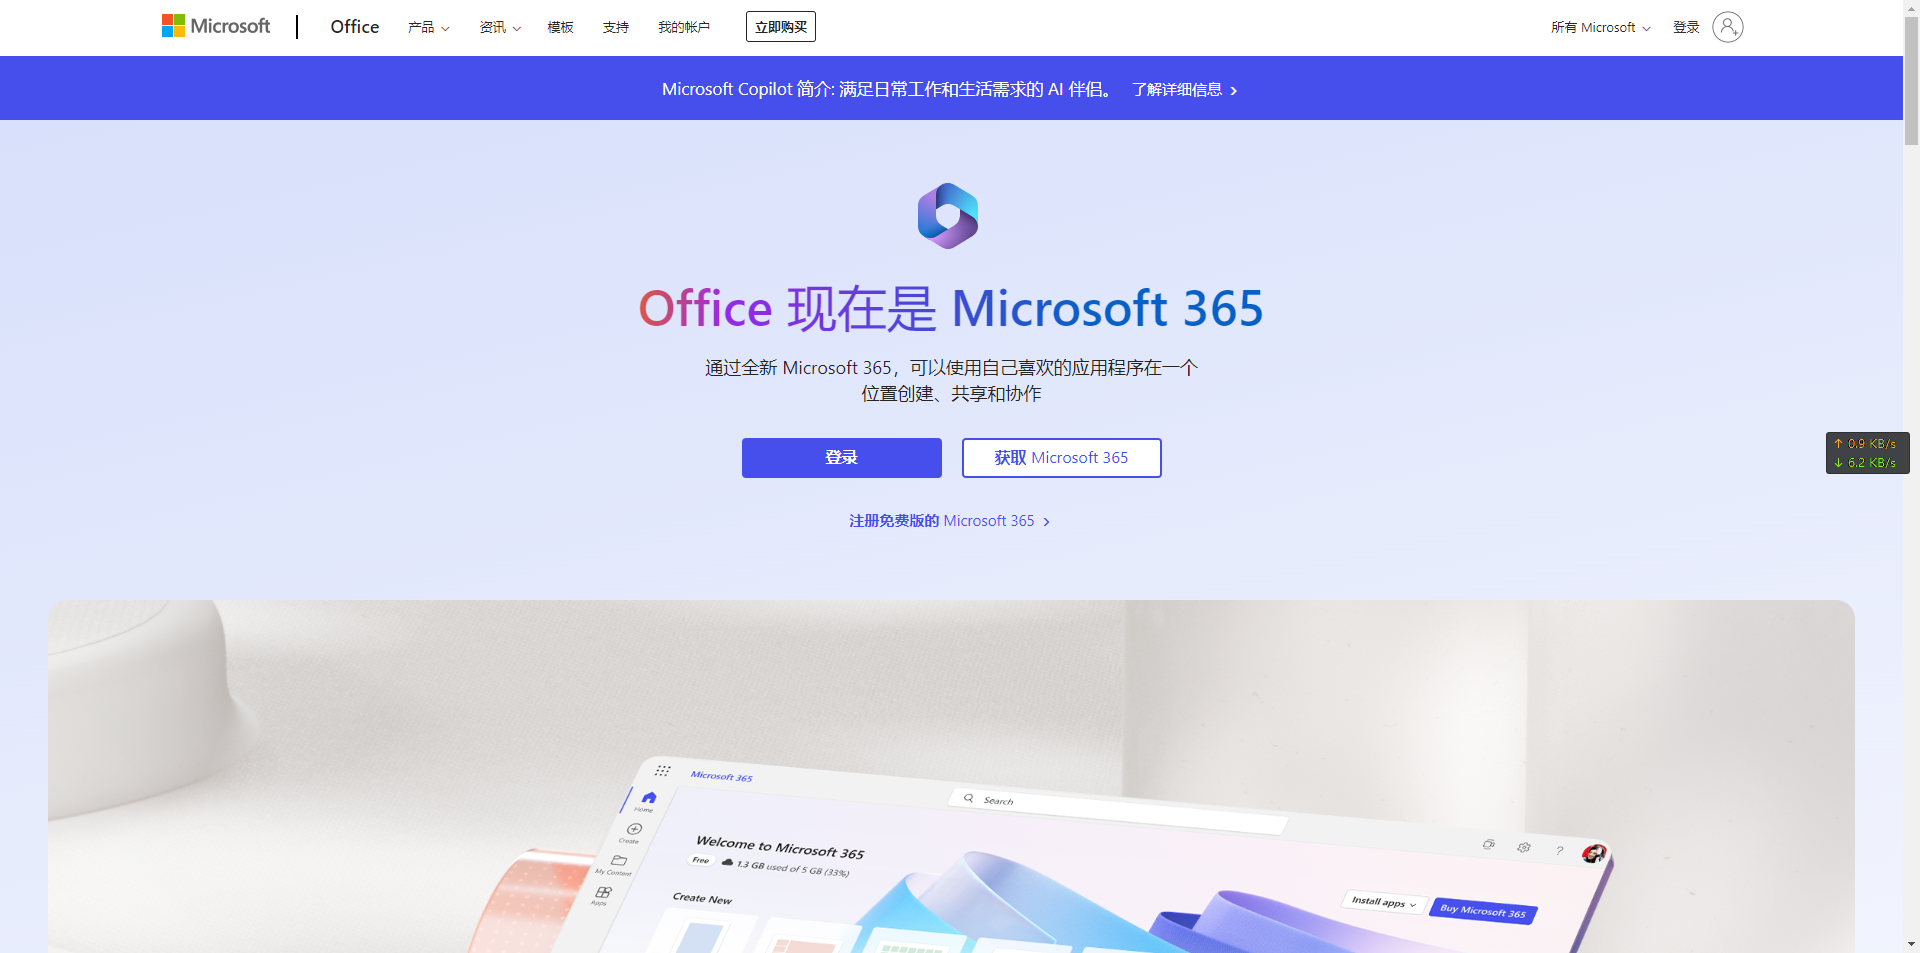 Microsoft
Office
产品
资讯
模板
支持
我的帐户
立即购买
所有 Microsoft
登录
Microsoft Copilot 简介: 满足日常工作和生活需求的 AI 伴侣。 了解详细信息
Office 现在是 Microsoft 365
通过全新 Microsoft 365，可以使用自己喜欢的应用程序在一个
位置创建、共享和协作
↑ 0.9 KB/s
↓ 6.2 KB/s
登录
获取 Microsoft 365
注册免费版的 Microsoft 365
Microsoft 365
Search
Home
Create
My Content
Apps
Welcome to Microsoft 365
Free
1.3 GB used of 5 GB (33%)
Install apps
Buy Microsoft 365
Create New